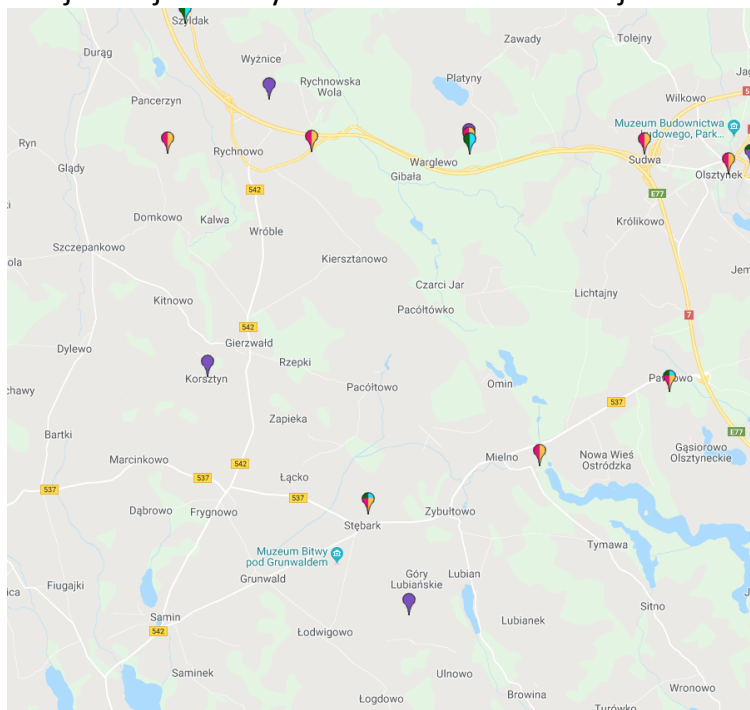 Szyldak
Zawady
Tolejny
Durąg
Wyżnice
Rychnowska
Wola
Platyny
Pancerzyn
Wilkowo
Muzeum Budownictwa
Ludowego, Park...
Ryn
Rychnowo
Warglewo
Sudwa
Olsztynek
Glądy
Gibała
542
E77
Domkowo
Kalwa
Wróble
Królikowo
Szczepankowo
Kiersztanowo
Czarci Jar
Lichtajny
Kitnowo
Pacółtówko
7
542
Gierzwałd
Dylewo
Rzepki
Korsztyn
Omin
Pawłowo
Pacółtowo
537
Zapieka
Bartki
E77
Gąsiorowo
Olsztyneckie
Marcinkowo
542
Mielno
Nowa Wieś
Ostródzka
537
Łącko
537
537
Dąbrowo
Frygnowo
Zybułtowo
Stębark
Muzeum Bitwy
pod Grunwaldem
Tymawa
Grunwald
Góry
Lubiańskie
Lubian
Fiugajki
Sitno
Samin
Lubianek
542
Łodwigowo
Saminek
Ulnowo
Wronowo
Łogdowo
Browina
Turówko